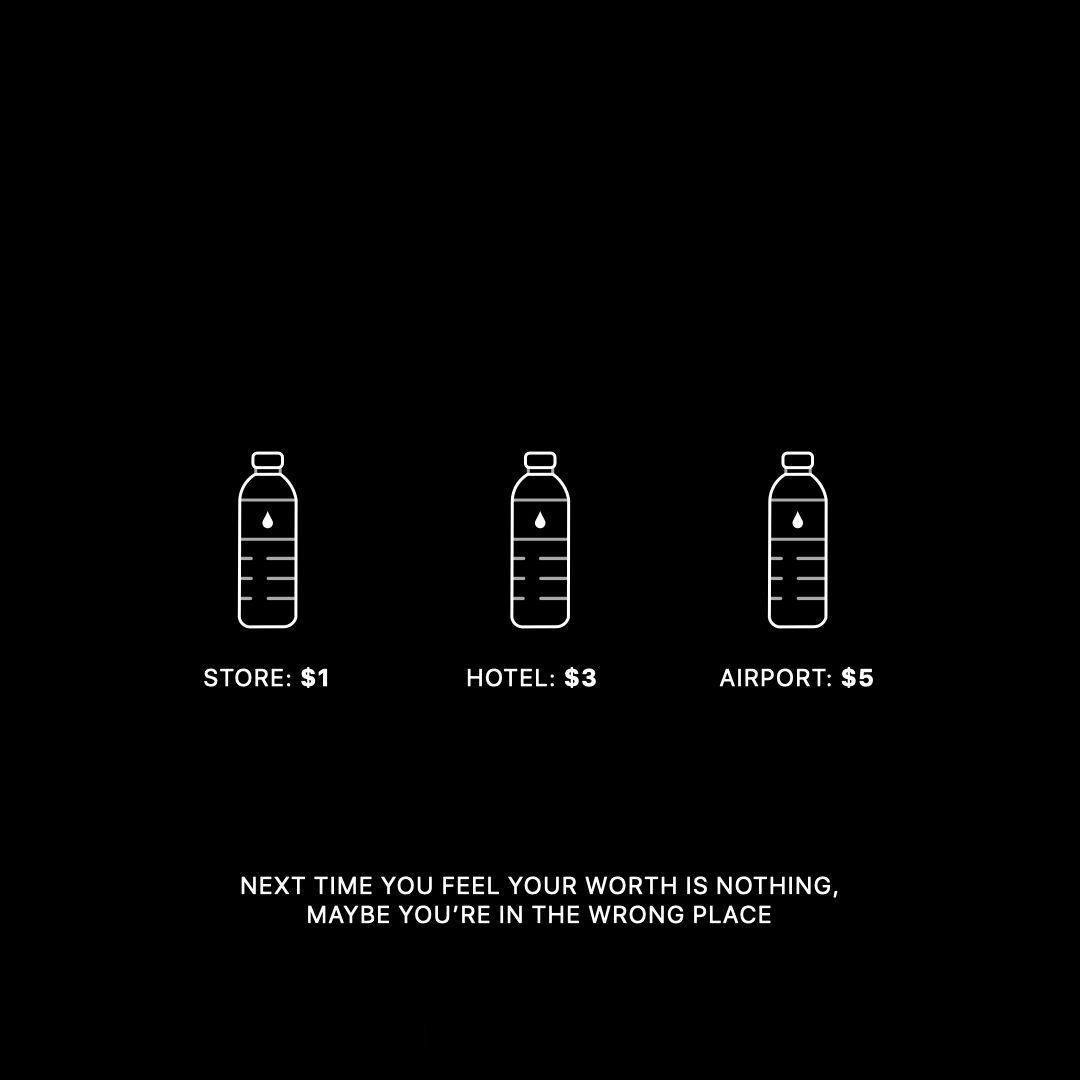 STORE: $1
HOTEL: $3
AIRPORT: $5
NEXT TIME YOU FEEL YOUR WORTH IS NOTHING,
MAYBE YOU’RE IN THE WRONG PLACE